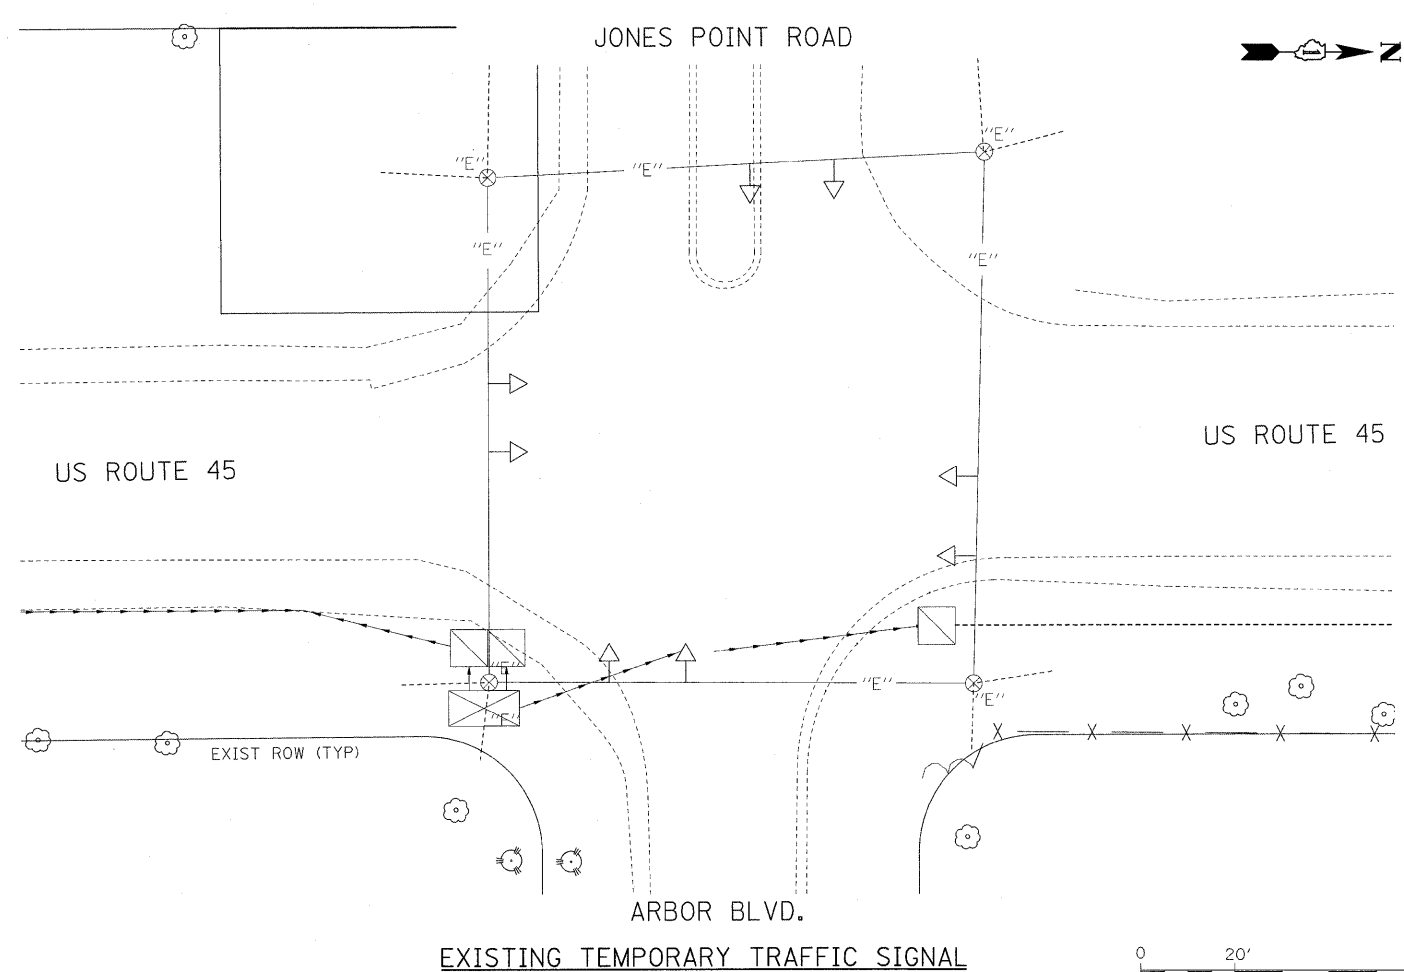 JONES POINT ROAD
N
"E"
"E"
"E"
"E"
"E"
US ROUTE 45
US ROUTE 45
"E"
"E"
"E"
"E"
EXIST ROW (TYP)
X X X X X
ARBOR BLVD.
EXISTING TEMPORARY TRAFFIC SIGNAL
0 20'